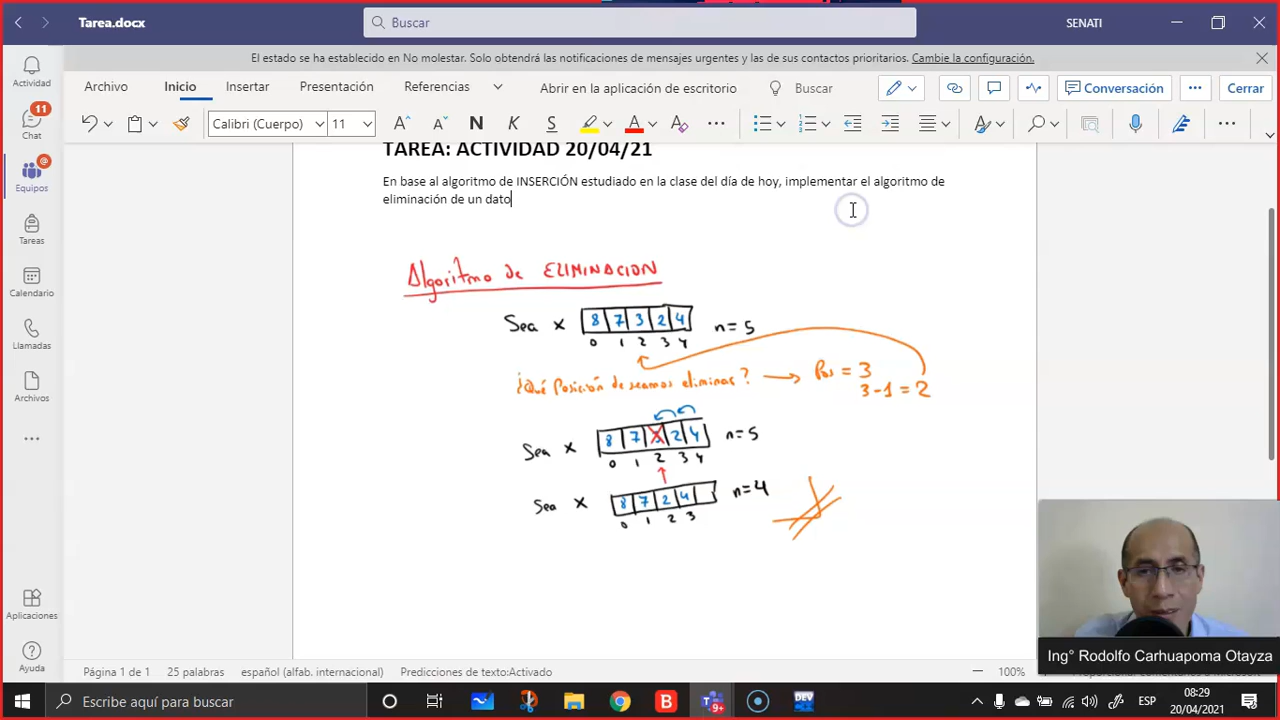 Tarea.docx
Buscar
SENATI
El estado se ha establecido en No molestar. Solo obtendrás las notificaciones de mensajes urgentes y las de sus contactos prioritarios. Cambie la configuración.
Actividad
11
Chat
Equipos
Tareas
Calendario
Llamadas
Archivos
Aplicaciones
Ayuda
Archivo
Inicio
Insertar
Presentación
Referencias
Abrir en la aplicación de escritorio
Buscar
Conversación
Cerrar
Calibri (Cuerpo)
11
N
K
S
TAREA: ACTIVIDAD 20/04/21
En base al algoritmo de INSERCIÓN estudiado en la clase del día de hoy, implementar el algoritmo de
eliminación de un dato
Algoritmo de ELIMINACION
Sea x 8 7 3 2 4 n=5
0 1 2 3 4
¿Qué Posición deseamos eliminar? → Pos = 3
3-1 = 2
Sea x 8 7 3 2 4 n=5
0 1 2 3 4
Sea x 8 7 2 4 n=4
0 1 2 3
Ing° Rodolfo Carhuapoma Otayza
Página 1 de 1
25 palabras
español (alfab. internacional)
Predicciones de texto:Activado
100%
Escribe aquí para buscar
9+
DEV
ESP
08:29
20/04/2021